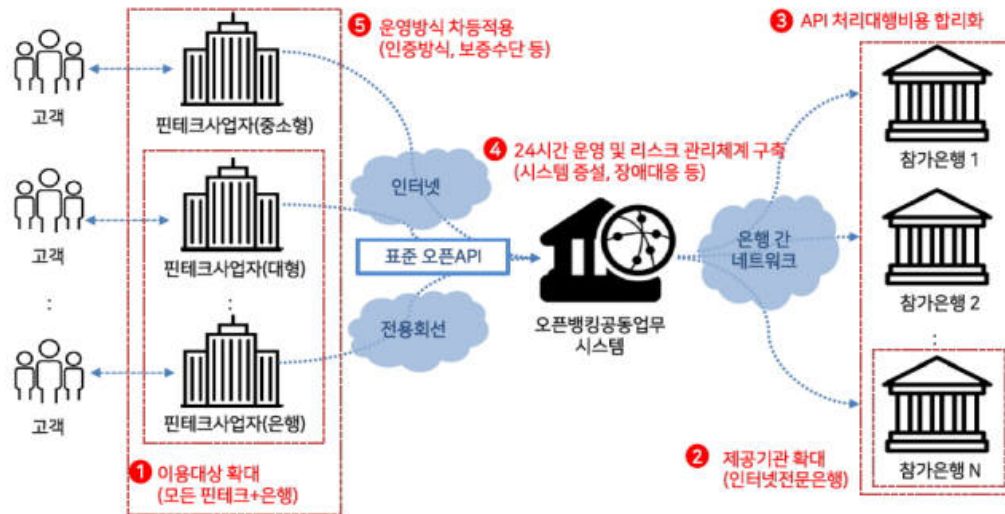 5 운영방식 차등적용
(인증방식, 보증수단 등)
3 API 처리대행비용 합리화
고객
핀테크사업자(중소형)
4 24시간 운영 및 리스크 관리체계 구축
(시스템 증설, 장애대응 등)
참가은행 1
인터넷
고객
핀테크사업자(대형)
표준 오픈API
은행 간
네트워크
참가은행 2
:
:
오픈뱅킹공동업무
시스템
:
전용회선
고객
핀테크사업자(은행)
참가은행 N
1 이용대상 확대
(모든 핀테크+은행)
2 제공기관 확대
(인터넷전문은행)